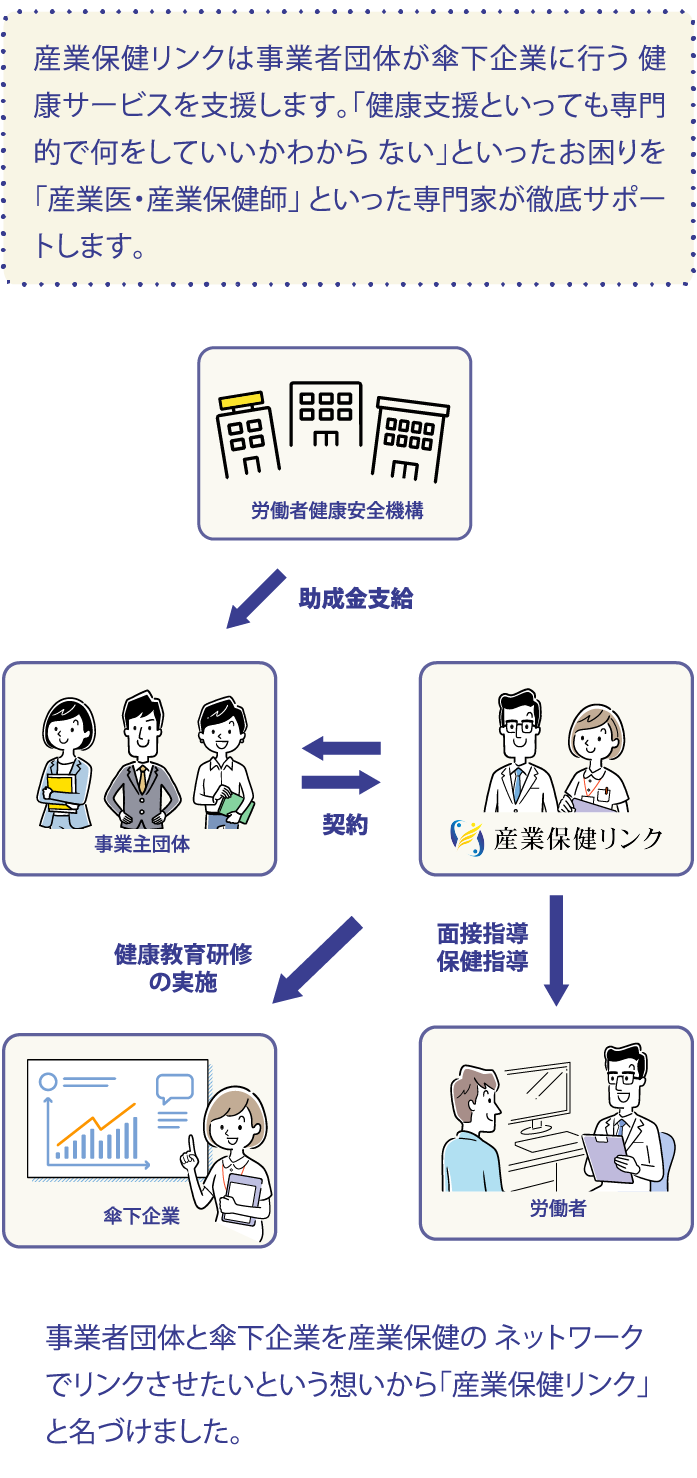 産業保健リンクは事業者団体が傘下企業に行う 健
康サービスを支援します。「健康支援といっても専門
的で何をしていいかわから ない」といったお困りを
「産業医・産業保健師」 といった専門家が徹底サポー
トします。
労働者健康安全機構
助成金支給
事業主団体
契約
産業保健リンク
健康教育研修
の実施
面接指導
保健指導
傘下企業
労働者
事業者団体と傘下企業を産業保健の ネットワーク
でリンクさせたいという想いから「産業保健リンク」
と名づけました。